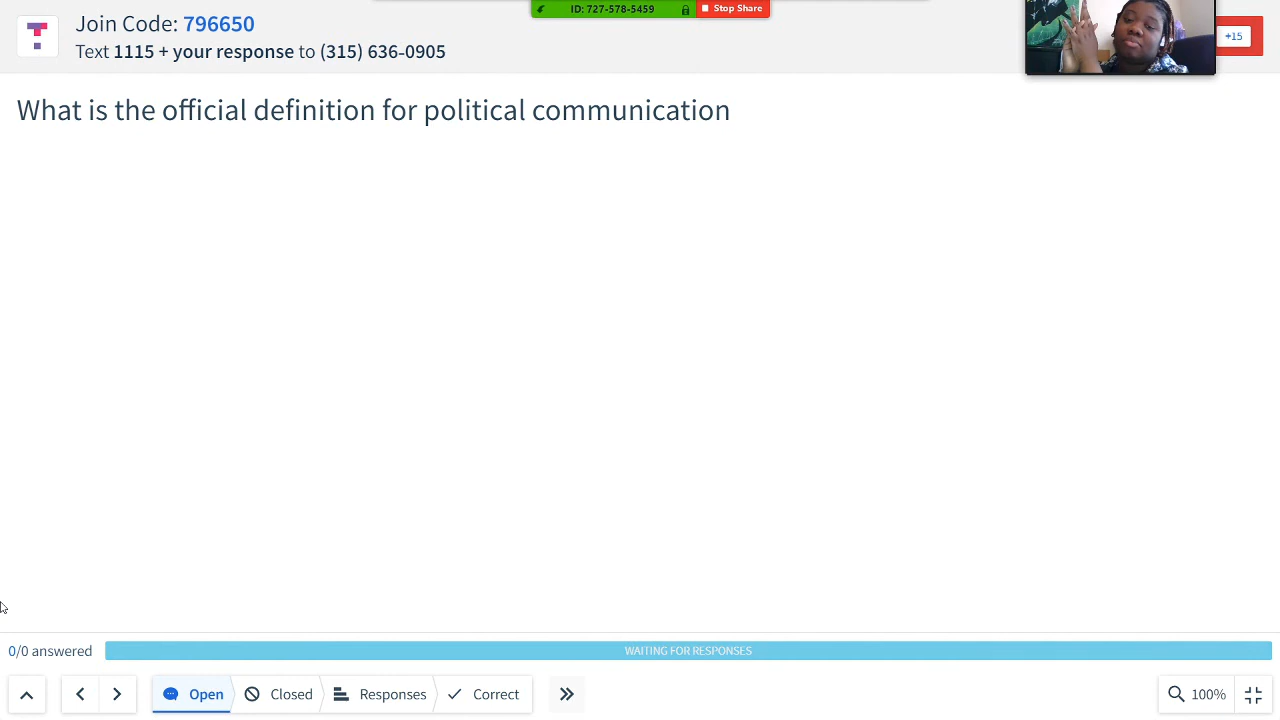 Join Code: 796650
ID: 727-578-5459
Stop Share
+15
Text 1115 + your response to (315) 636-0905
What is the official definition for political communication
0/0 answered
WAITING FOR RESPONSES
Open
Closed
Responses
Correct
100%